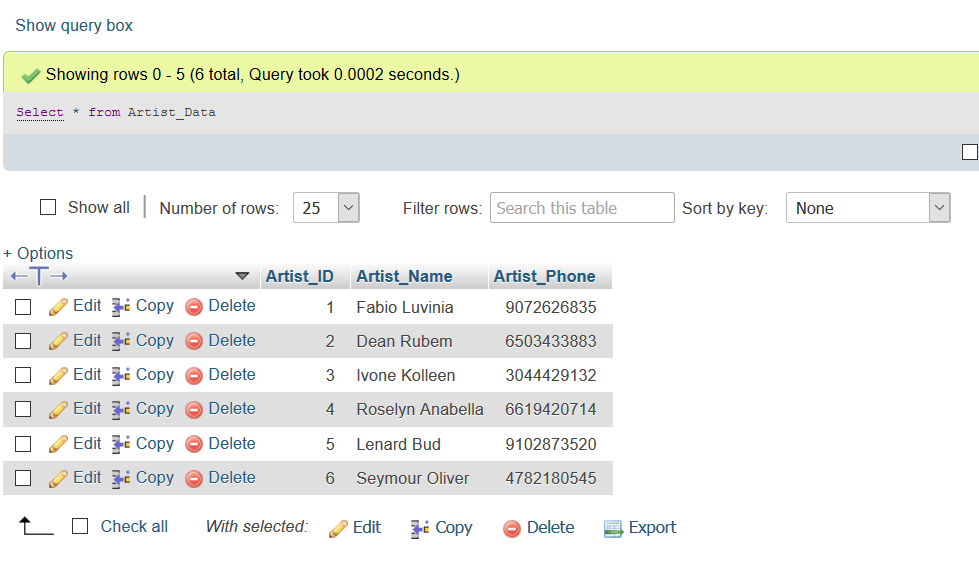 Show query box
Showing rows 0 - 5 (6 total, Query took 0.0002 seconds.)
Select * from Artist_Data
Show all Number of rows: 25 Filter rows: Search this table Sort by key: None
+ Options
←T→ Artist_ID Artist_Name Artist_Phone
Edit Copy Delete 1 Fabio Luvinia 9072626835
Edit Copy Delete 2 Dean Rubem 6503433883
Edit Copy Delete 3 Ivone Kolleen 3044429132
Edit Copy Delete 4 Roselyn Anabella 6619420714
Edit Copy Delete 5 Lenard Bud 9102873520
Edit Copy Delete 6 Seymour Oliver 4782180545
Check all With selected: Edit Copy Delete Export